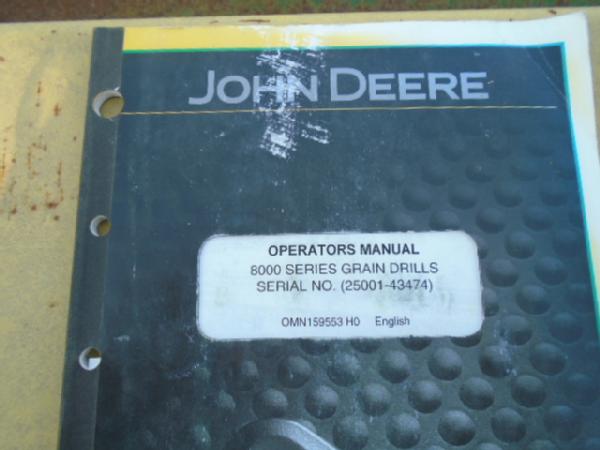 JOHN DEERE
OPERATORS MANUAL
8000 SERIES GRAIN DRILLS
SERIAL NO. (25001-43474)
OMN159553 H0 English